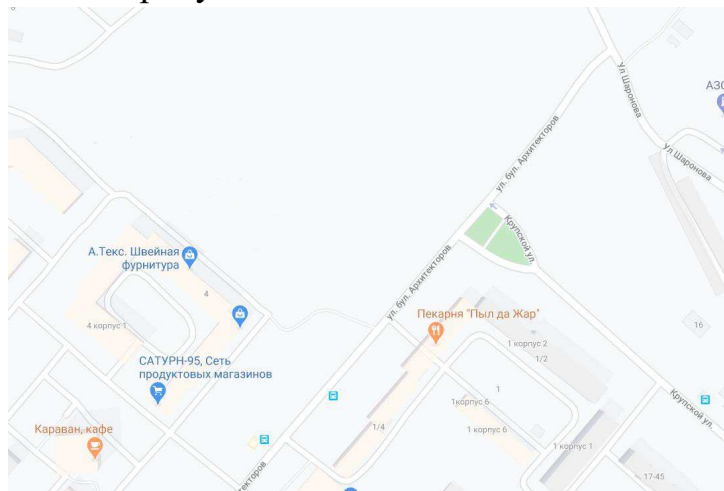 ул Шаронова
АЗС
ул Шаронова
ул. бул. Архитекторов
Крупской ул.
А.Текс. Швейная
фурнитура
4
ул. бул. Архитекторов
Пекарня "Пыл да Жар"
4 корпус 1
16
1 корпус 2
1/2
САТУРН-95, Сеть
продуктовых магазинов
1
1корпус 6
Крупской ул.
Караван, кафе
1/4
1 корпус 6
1 корпус 1
17-45